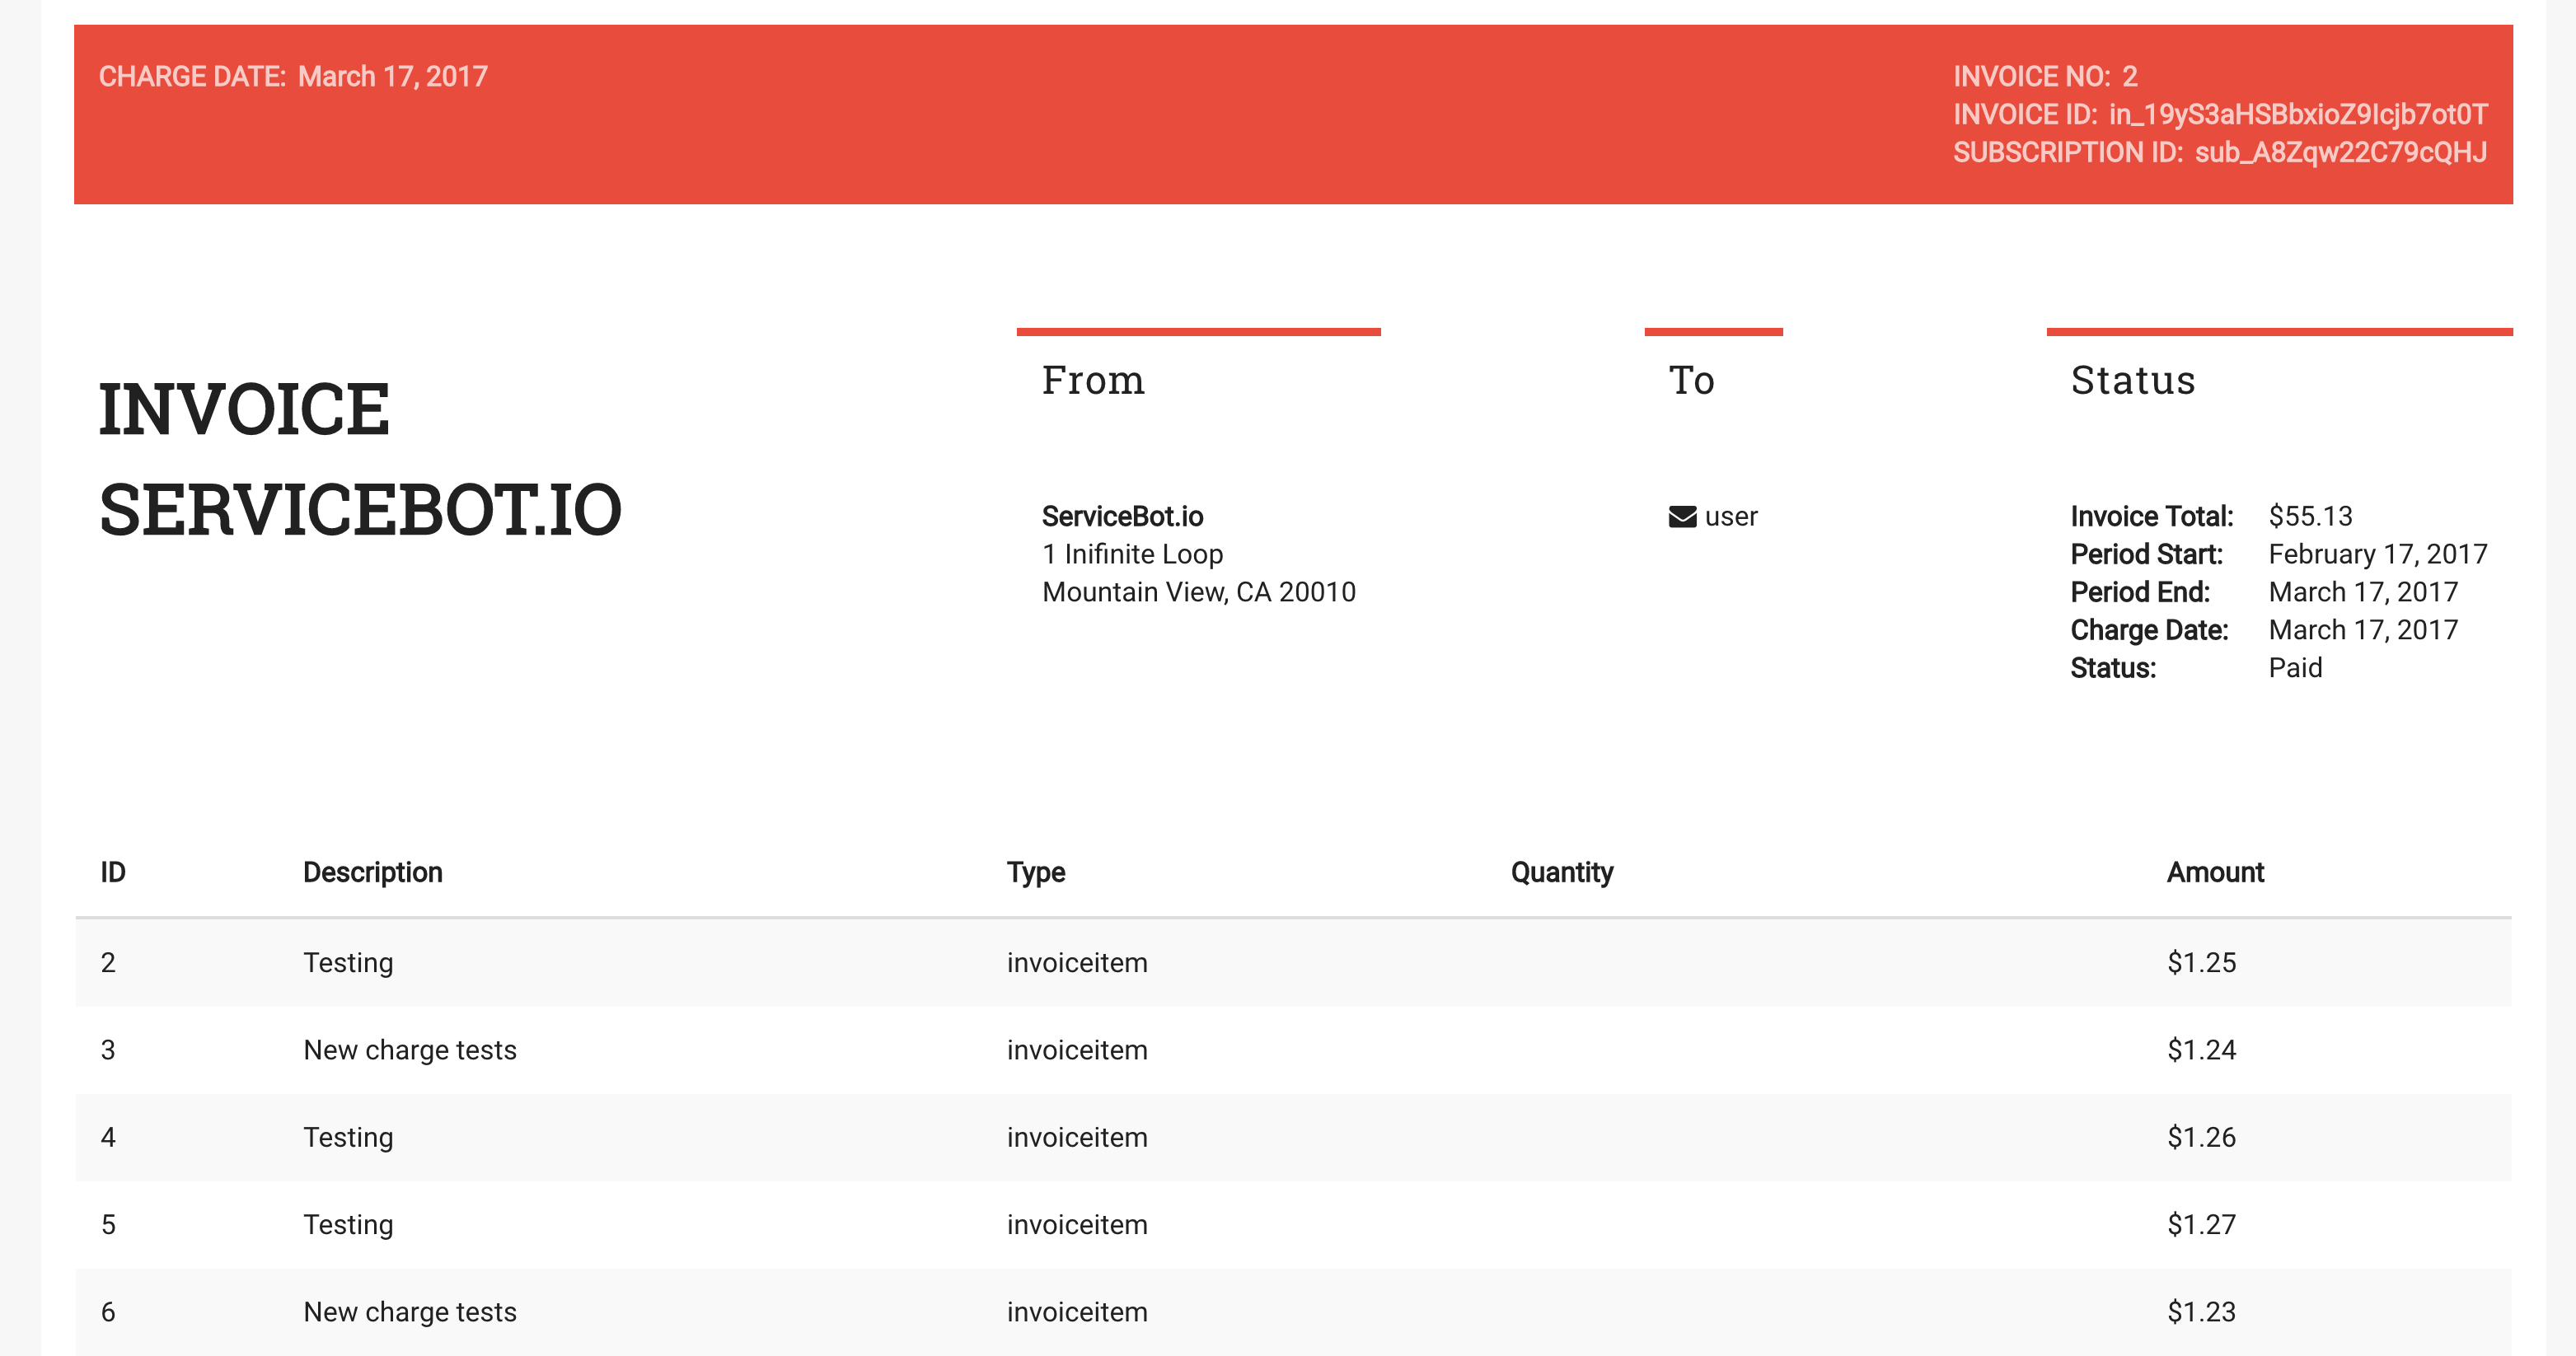 CHARGE DATE: March 17, 2017
INVOICE NO: 2
INVOICE ID: in_19yS3aHSBbxioZ9Icjb7ot0T
SUBSCRIPTION ID: sub_A8Zqw22C79cQHJ
INVOICE
SERVICEBOT.IO
From
ServiceBot.io
1 Inifinite Loop
Mountain View, CA 20010
To
user
Status
Invoice Total: $55.13
Period Start: February 17, 2017
Period End: March 17, 2017
Charge Date: March 17, 2017
Status: Paid
ID Description Type Quantity Amount
2 Testing invoiceitem $1.25
3 New charge tests invoiceitem $1.24
4 Testing invoiceitem $1.26
5 Testing invoiceitem $1.27
6 New charge tests invoiceitem $1.23